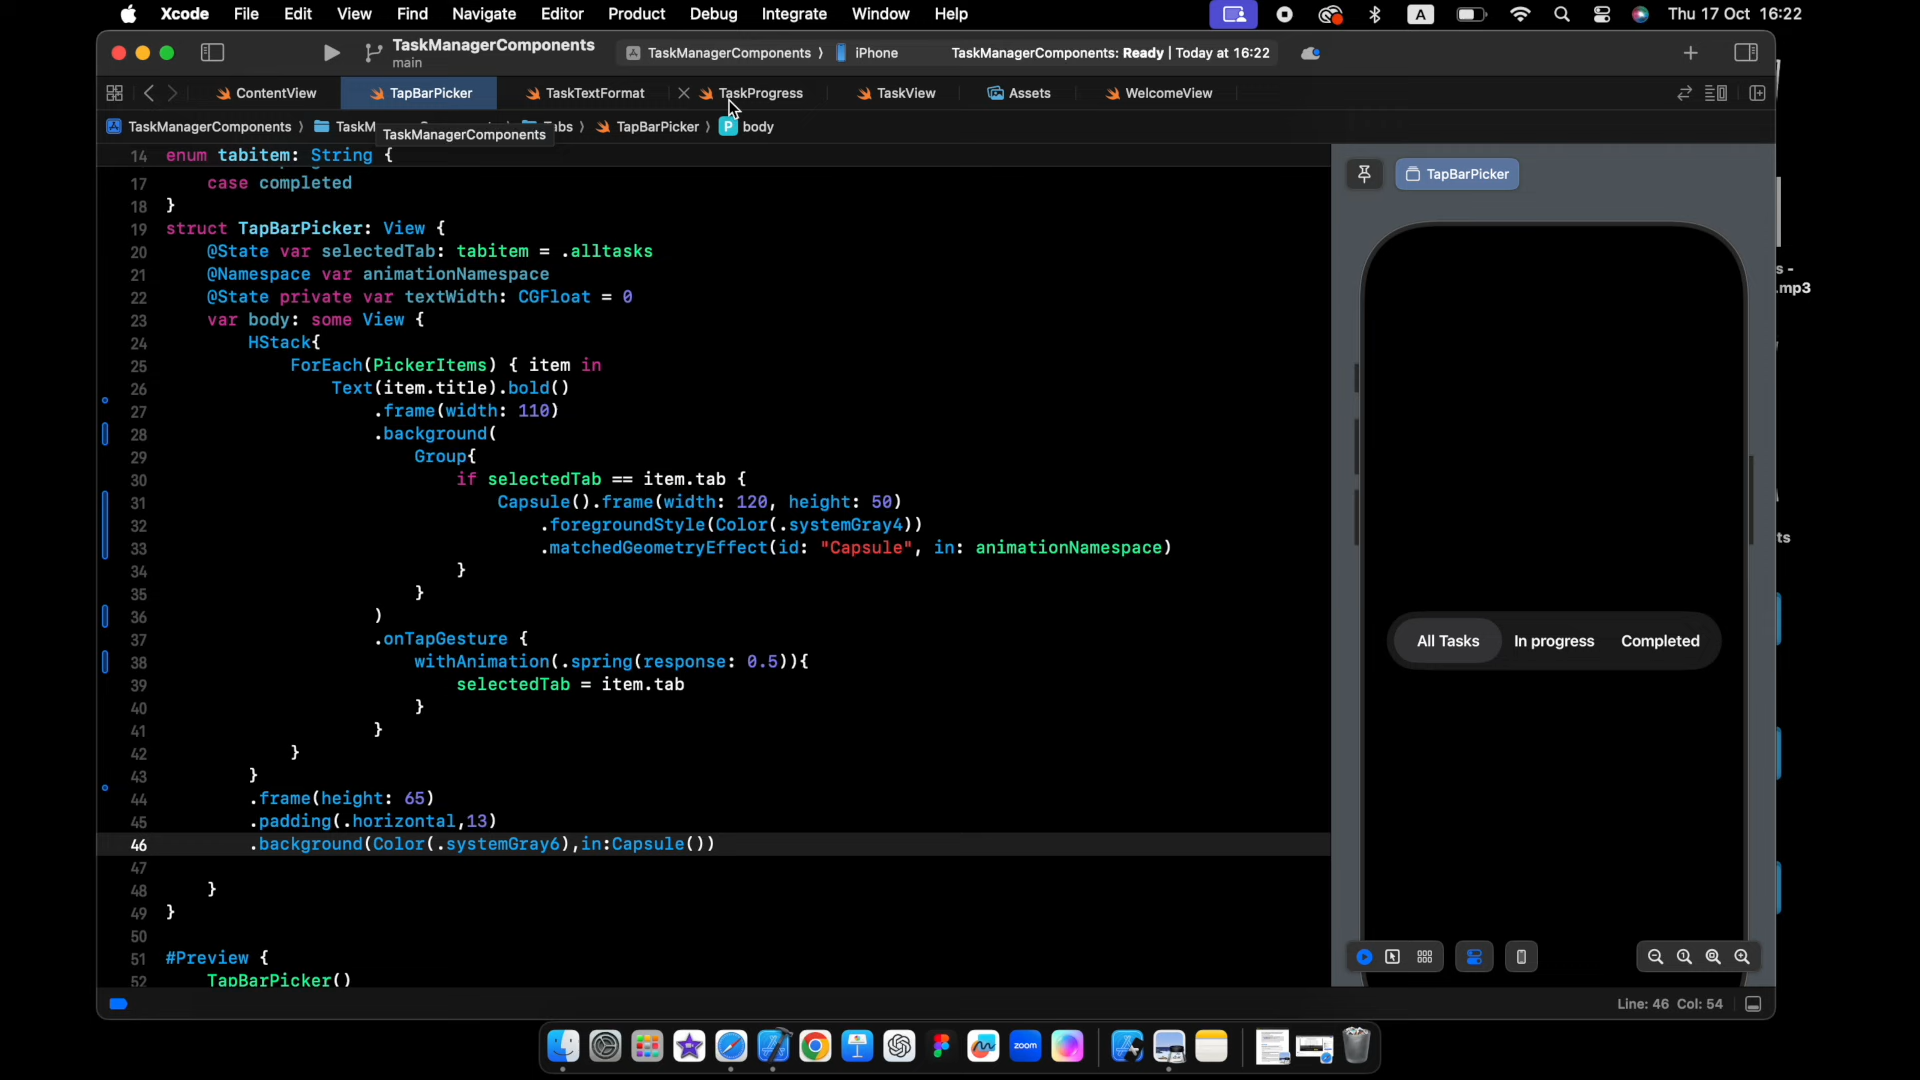 Xcode File Edit View Find Navigate Editor Product Debug Integrate Window Help A Thu 17 Oct 16:22
TaskManagerComponents
main
TaskManagerComponents ⟩ iPhone TaskManagerComponents: Ready | Today at 16:22
ContentView TapBarPicker TaskTextFormat TaskProgress TaskView Assets WelcomeView
TaskManagerComponents ⟩ TapBarPicker ⟩ P body
TaskManagerComponents
14 enum tabitem: String {
17 case completed
18 }
19 struct TapBarPicker: View {
20 @State var selectedTab: tabitem = .alltasks
21 @Namespace var animationNamespace
22 @State private var textWidth: CGFloat = 0
23 var body: some View {
24 HStack{
25 ForEach(PickerItems) { item in
26 Text(item.title).bold()
27 .frame(width: 110)
28 .background(
29 Group{
30 if selectedTab == item.tab {
31 Capsule().frame(width: 120, height: 50)
32 .foregroundStyle(Color(.systemGray4))
33 .matchedGeometryEffect(id: "Capsule", in: animationNamespace)
34 }
35 }
36 )
37 .onTapGesture {
38 withAnimation(.spring(response: 0.5)){
39 selectedTab = item.tab
40 }
41 }
42 }
43 }
44 .frame(height: 65)
45 .padding(.horizontal,13)
46 .background(Color(.systemGray6),in:Capsule())
47
48 }
49 }
50
51 #Preview {
52 TapBarPicker()
TapBarPicker
All Tasks In progress Completed
Line: 46 Col: 54
s -
.mp3
ts
zoom